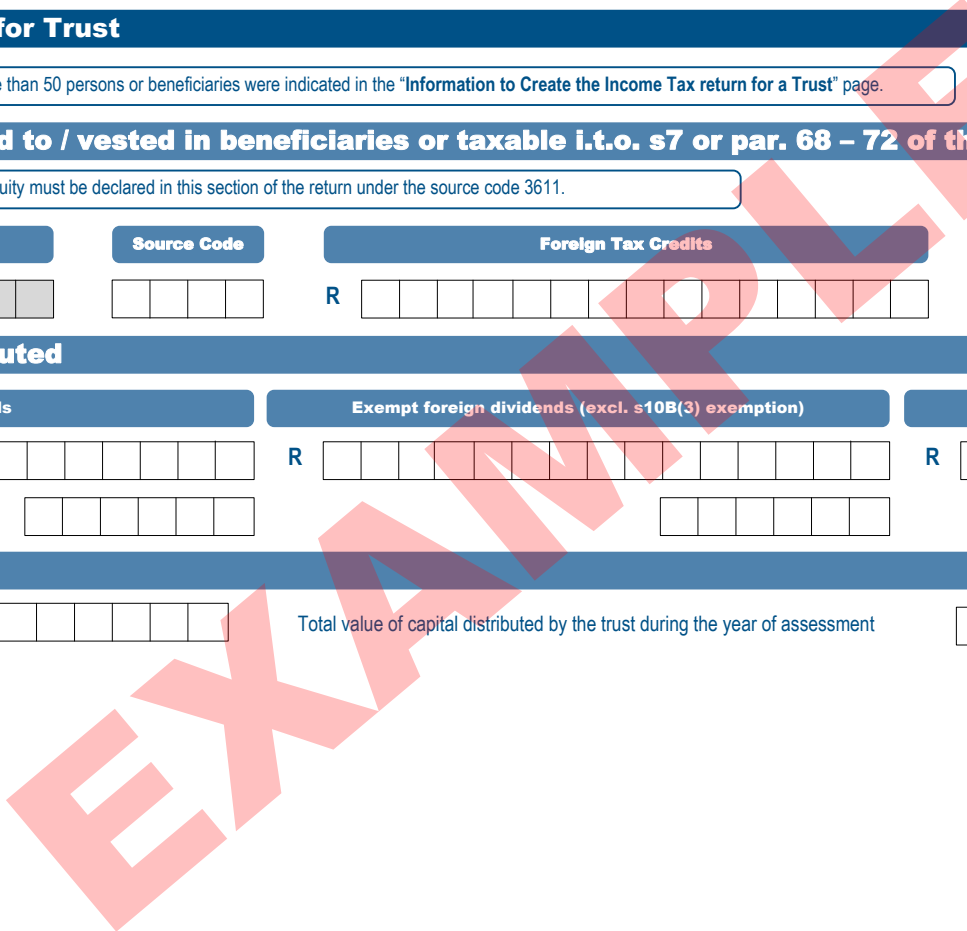 for Trust
than 50 persons or beneficiaries were indicated in the “Information to Create the Income Tax return for a Trust” page.
to / vested in beneficiaries or taxable i.t.o. s7 or par. 68 – 72 of th
uity must be declared in this section of the return under the source code 3611.
Source Code
Foreign Tax Credits
R
uted
ls
Exempt foreign dividends (excl. s10B(3) exemption)
R
R
Total value of capital distributed by the trust during the year of assessment
EXAMPLE